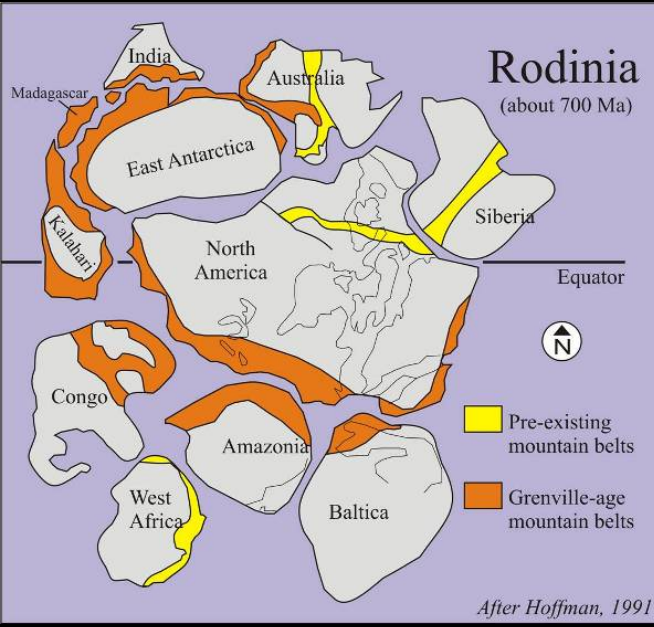 Rodinia
(about 700 Ma)
India
Madagascar
Australia
East Antarctica
Siberia
Kalahari
North
America
Equator
N
Congo
Amazonia
West
Africa
Baltica
Pre-existing
mountain belts
Grenville-age
mountain belts
After Hoffman, 1991